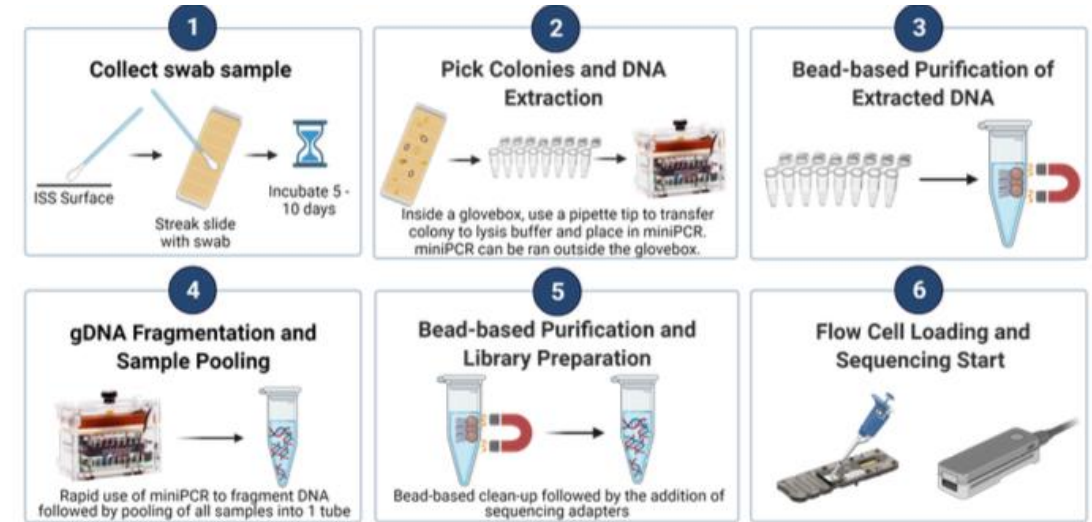 1
Collect swab sample
ISS Surface
Streak slide
with swab
Incubate 5 -
10 days
2
Pick Colonies and DNA
Extraction
Inside a glovebox, use a pipette tip to transfer
colony to lysis buffer and place in miniPCR.
miniPCR can be ran outside the glovebox.
3
Bead-based Purification of
Extracted DNA
4
gDNA Fragmentation and
Sample Pooling
Rapid use of miniPCR to fragment DNA
followed by pooling of all samples into 1 tube
5
Bead-based Purification and
Library Preparation
Bead-based clean-up followed by the addition of
sequencing adapters
6
Flow Cell Loading and
Sequencing Start